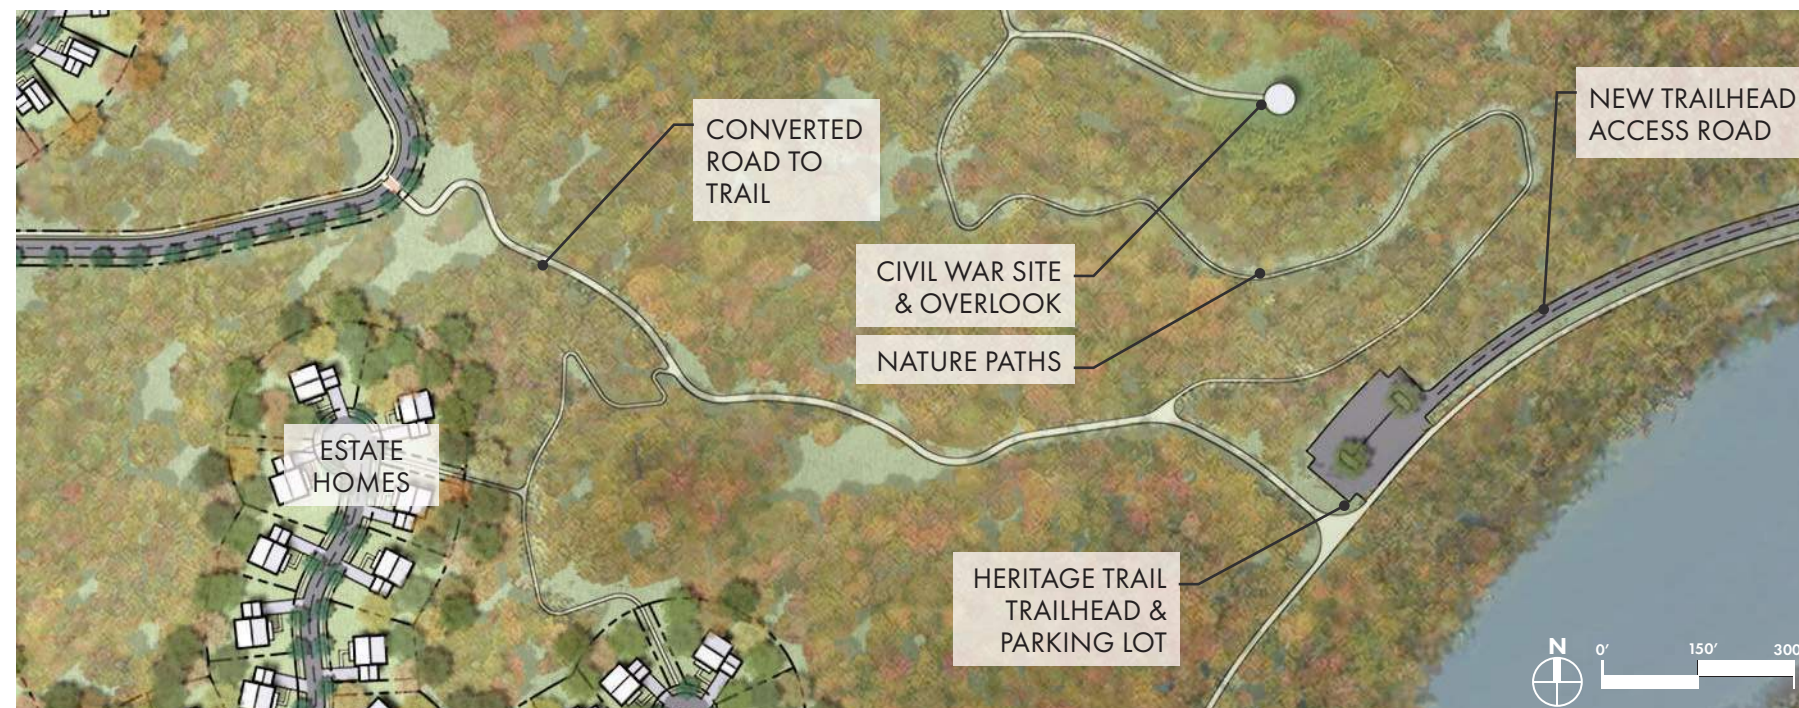 NEW TRAILHEAD
ACCESS ROAD
CONVERTED
ROAD TO
TRAIL
CIVIL WAR SITE
& OVERLOOK
NATURE PATHS
ESTATE
HOMES
HERITAGE TRAIL
TRAILHEAD &
PARKING LOT
N
0' 150' 300